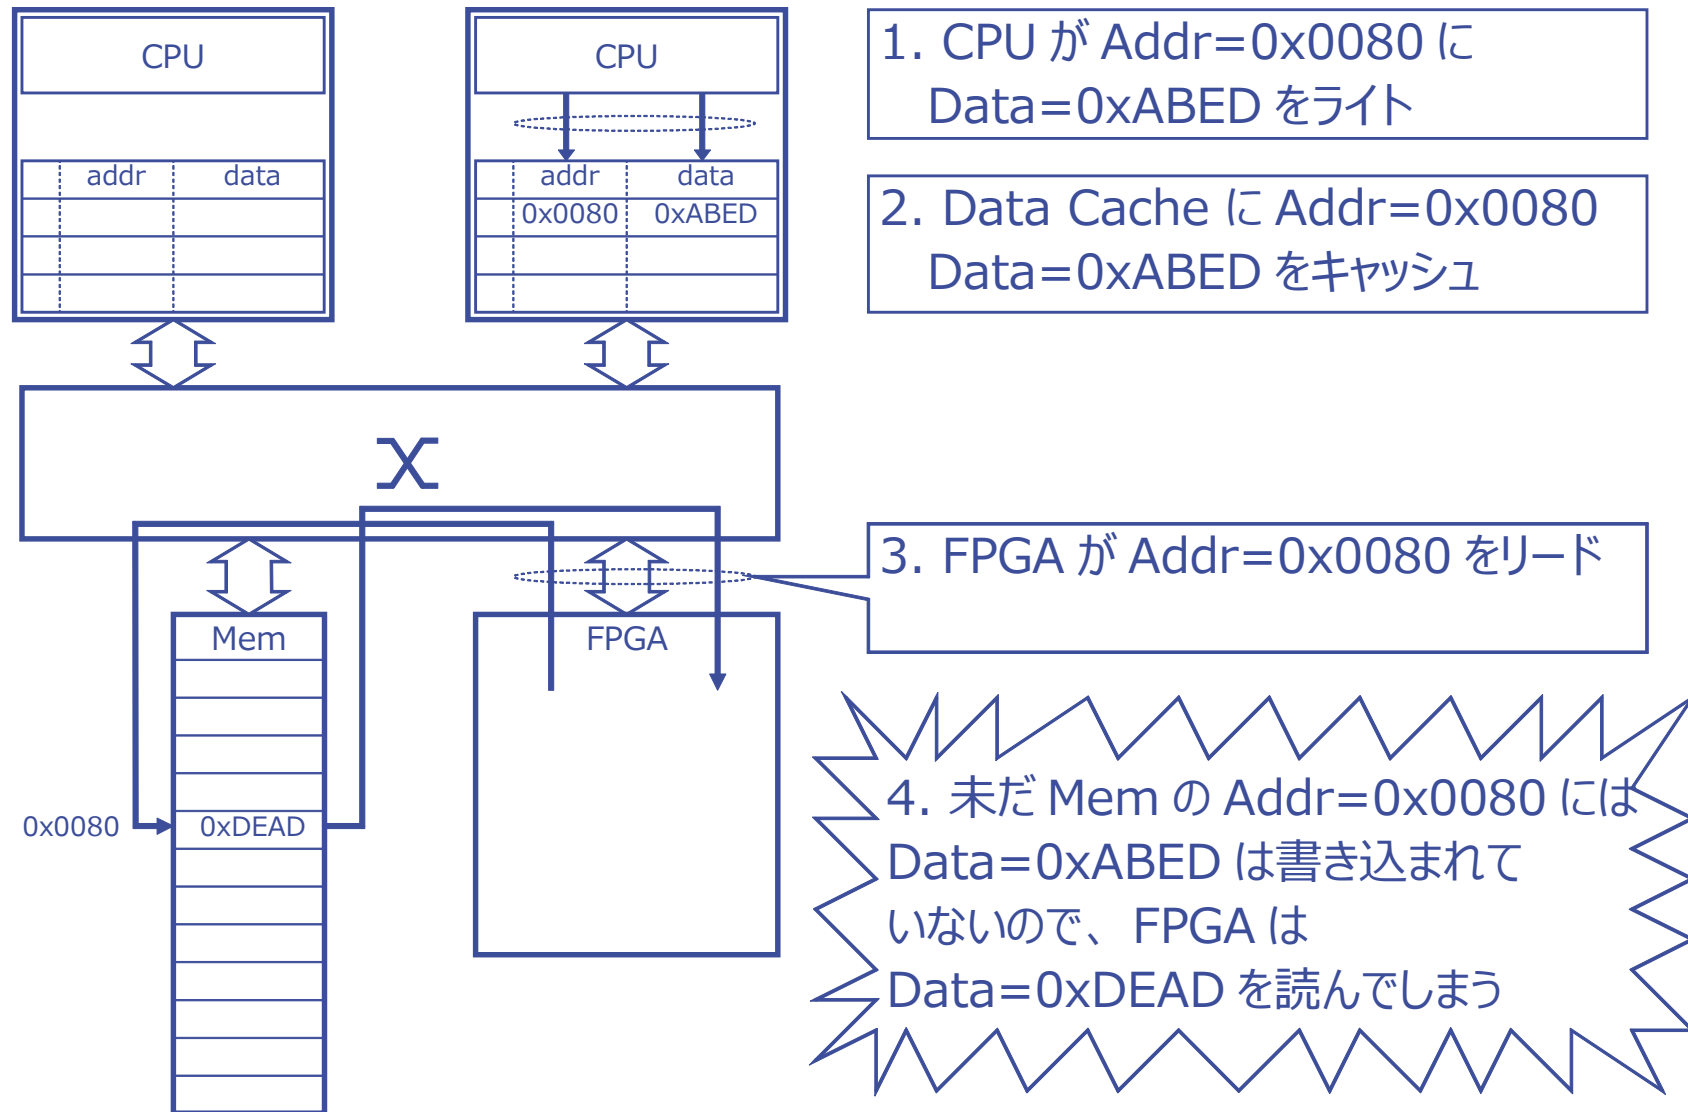 CPU
CPU
1. CPU が Addr=0x0080 に
Data=0xABED をライト
addr data
addr data
0x0080 0xABED
2. Data Cache に Addr=0x0080
Data=0xABED をキャッシュ
3. FPGA が Addr=0x0080 をリード
Mem
FPGA
0x0080 0xDEAD
4. 未だ Mem の Addr=0x0080 には
Data=0xABED は書き込まれて
いないので、 FPGA は
Data=0xDEAD を読んでしまう